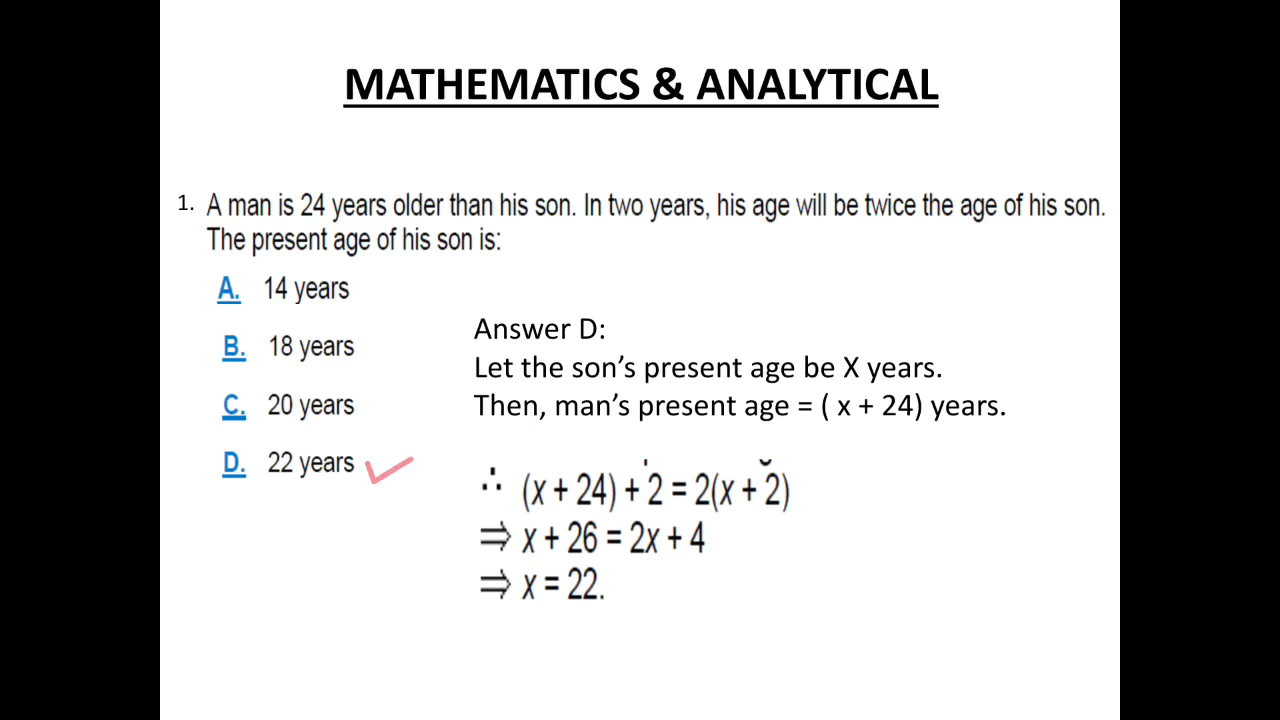 MATHEMATICS & ANALYTICAL
1. A man is 24 years older than his son. In two years, his age will be twice the age of his son.
The present age of his son is:
A. 14 years
B. 18 years
C. 20 years
D. 22 years
Answer D:
Let the son’s present age be X years.
Then, man’s present age = ( x + 24) years.
∴ (x + 24) + 2 = 2(x + 2)
⇒ x + 26 = 2x + 4
⇒ x = 22.